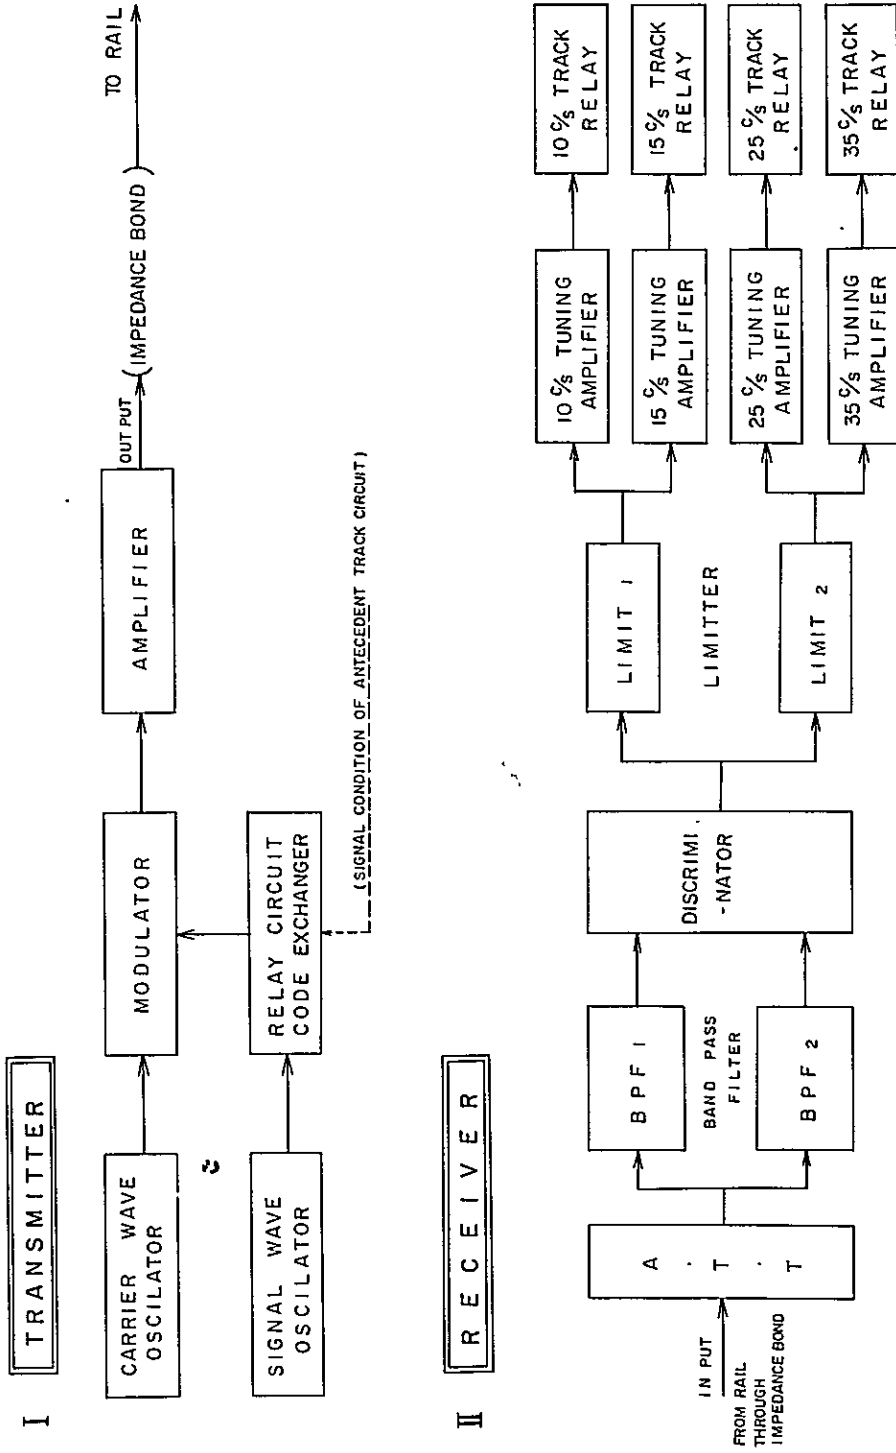 I
TRANSMITTER
CARRIER WAVE
OSCILATOR
MODULATOR
AMPLIFIER
OUT PUT
(IMPEDANCE BOND)
TO RAIL
SIGNAL WAVE
OSCILATOR
RELAY CIRCUIT
CODE EXCHANGER
(SIGNAL CONDITION OF ANTECEDENT TRACK CIRCUIT)
II
RECEIVER
IN PUT
FROM RAIL
THROUGH
IMPEDANCE BOND
A · T · T
BPF 1
BAND PASS
FILTER
BPF 2
DISCRIMI
-NATOR
LIMIT 1
LIMITTER
LIMIT 2
10 C/S TUNING
AMPLIFIER
10 C/S TRACK
RELAY
15 C/S TUNING
AMPLIFIER
15 C/S TRACK
RELAY
25 C/S TUNING
AMPLIFIER
25 C/S TRACK
RELAY
35 C/S TUNING
AMPLIFIER
35 C/S TRACK
RELAY